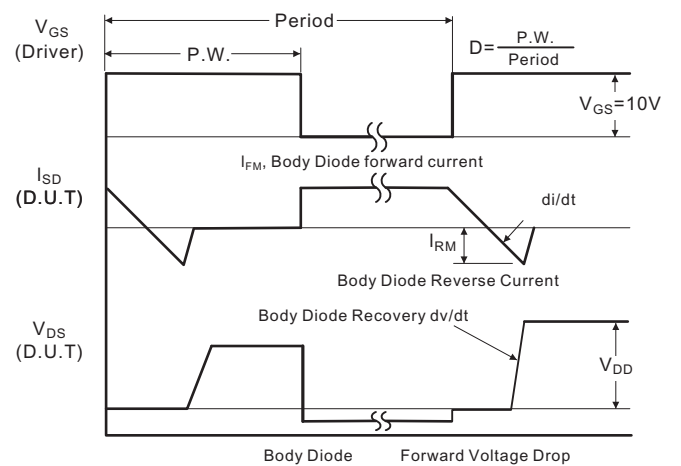 Period
V_GS
(Driver)
P.W.
D= P.W. / Period
V_GS=10V
I_FM, Body Diode forward current
I_SD
(D.U.T)
di/dt
I_RM
Body Diode Reverse Current
Body Diode Recovery dv/dt
V_DS
(D.U.T)
V_DD
Body Diode Forward Voltage Drop